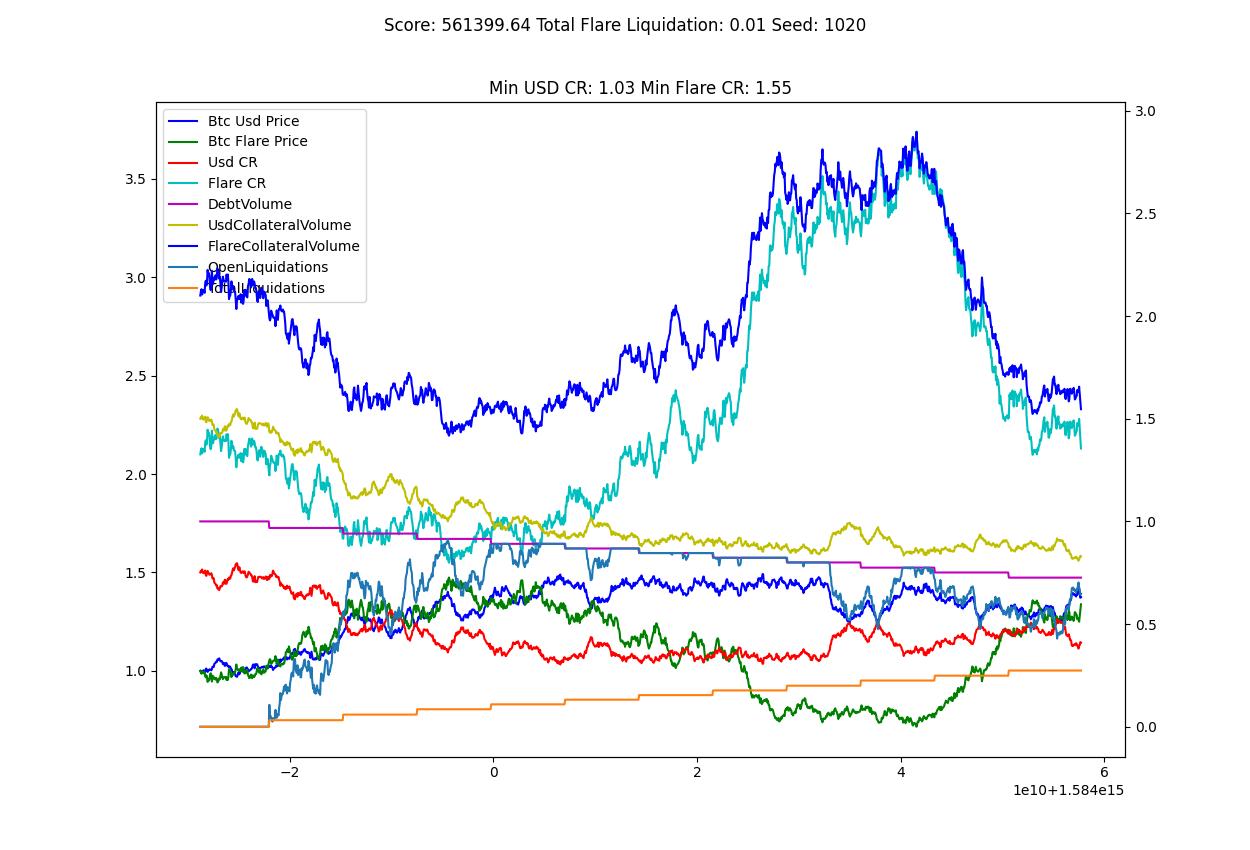 Score: 561399.64 Total Flare Liquidation: 0.01 Seed: 1020
Min USD CR: 1.03 Min Flare CR: 1.55
Btc Usd Price
Btc Flare Price
Usd CR
Flare CR
DebtVolume
UsdCollateralVolume
FlareCollateralVolume
OpenLiquidations
TotalLiquidations
3.5
3.0
2.5
2.0
1.5
1.0
3.0
2.5
2.0
1.5
1.0
0.5
0.0
−2
0
2
4
6
1e10+1.584e15